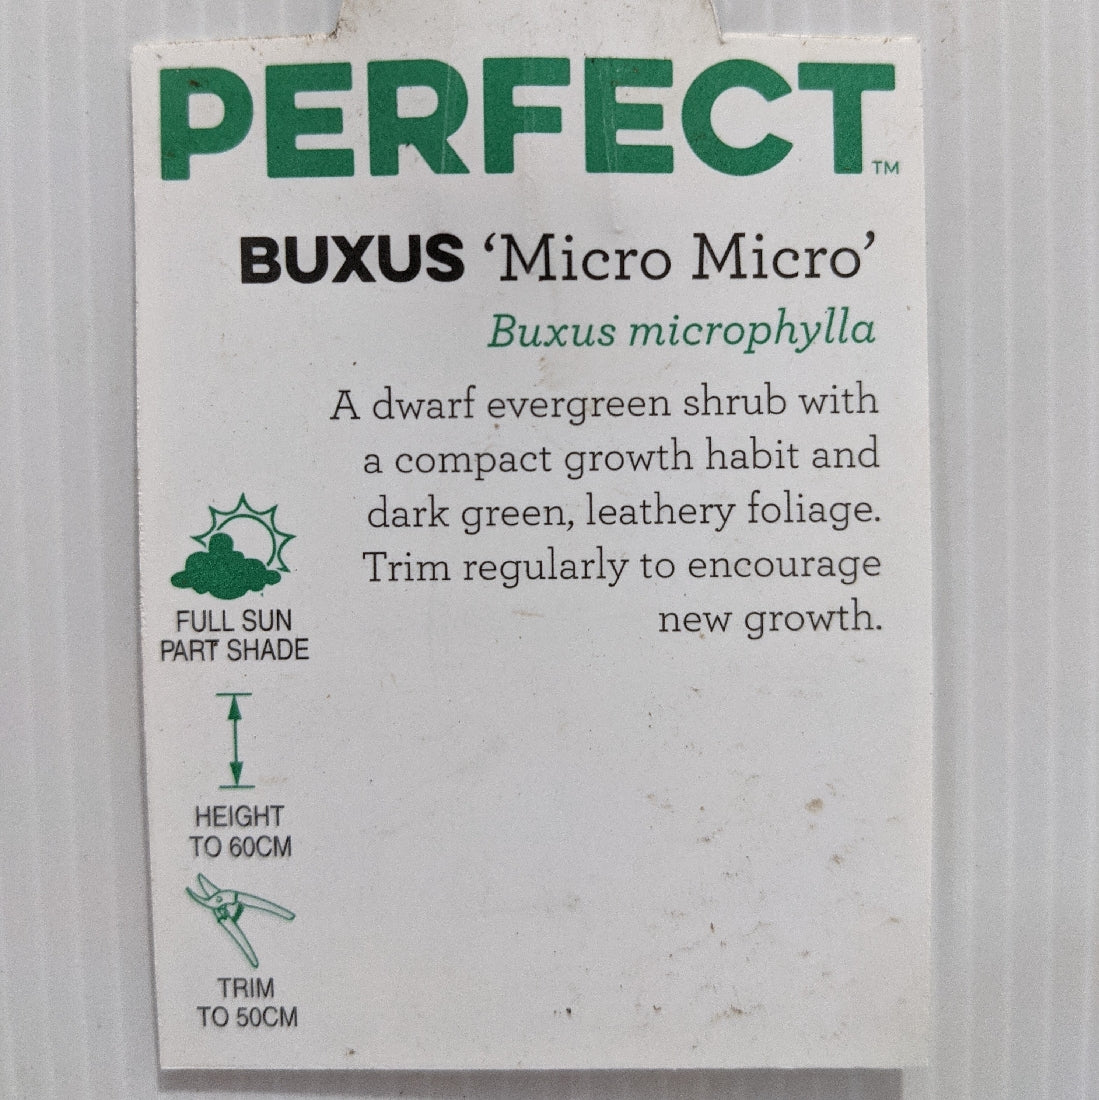 PERFECT™
BUXUS ‘Micro Micro’
Buxus microphylla
A dwarf evergreen shrub with
a compact growth habit and
dark green, leathery foliage.
Trim regularly to encourage
new growth.
FULL SUN
PART SHADE
HEIGHT
TO 60CM
TRIM
TO 50CM